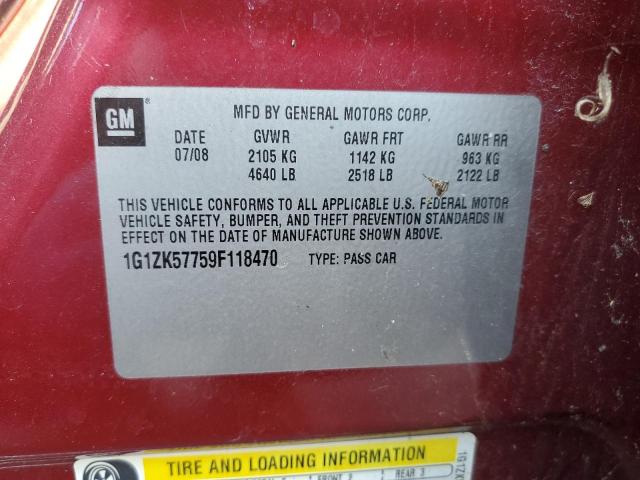 GM
MFD BY GENERAL MOTORS CORP.
DATE GVWR GAWR FRT GAWR RR
07/08 2105 KG 1142 KG 963 KG
4640 LB 2518 LB 2122 LB
THIS VEHICLE CONFORMS TO ALL APPLICABLE U.S. FEDERAL MOTOR
VEHICLE SAFETY, BUMPER, AND THEFT PREVENTION STANDARDS IN
EFFECT ON THE DATE OF MANUFACTURE SHOWN ABOVE.
1G1ZK57759F118470 TYPE: PASS CAR
TIRE AND LOADING INFORMATION
REAR 3
1G1ZK